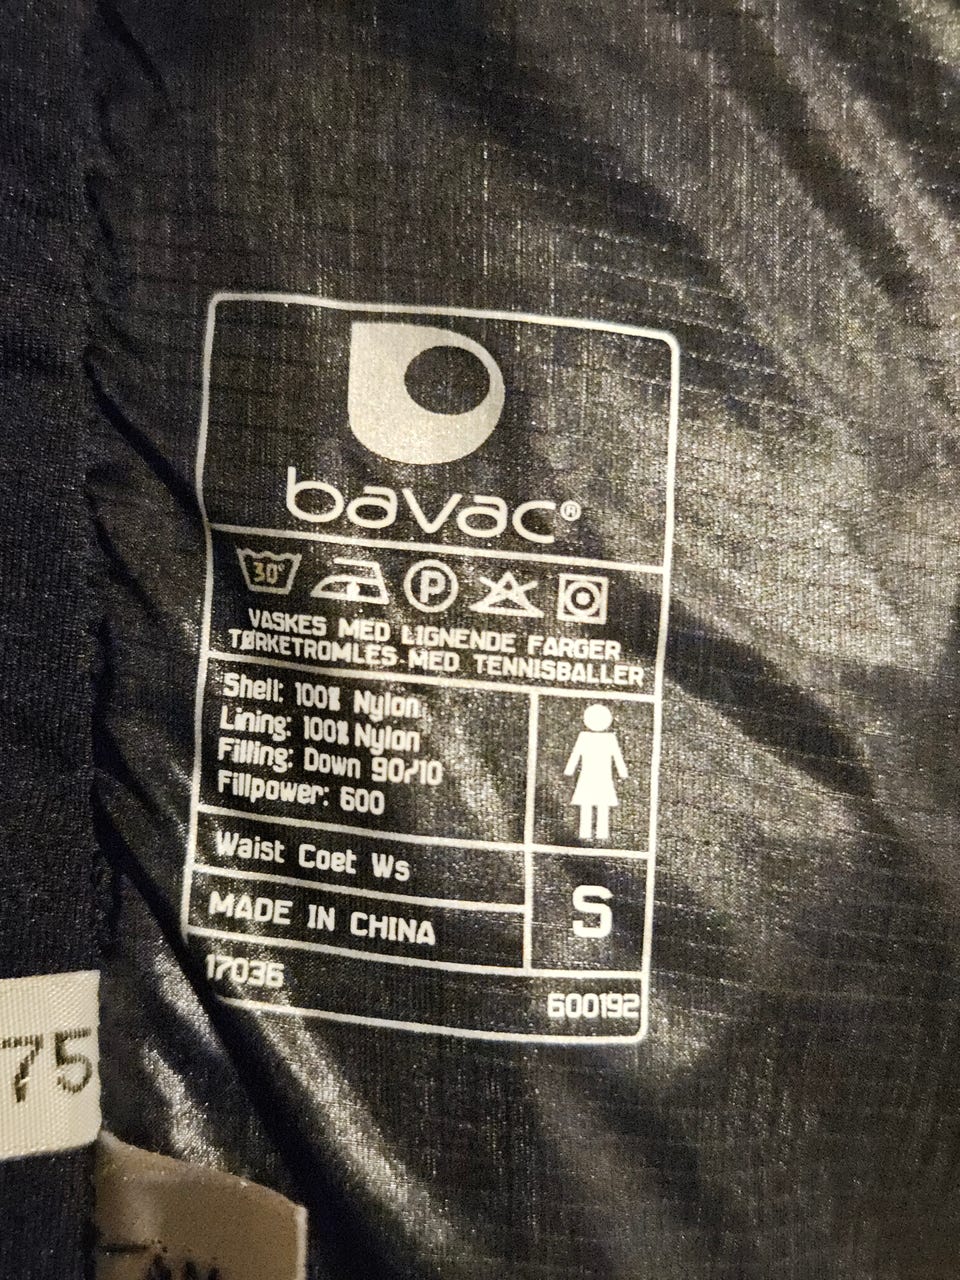 bavac®
30°
P
VASKES MED LIGNENDE FARGER
TØRKETROMLES MED TENNISBALLER
Shell: 100% Nylon
Lining: 100% Nylon
Filling: Down 90/10
Fillpower: 600
Waist Coet Ws
S
MADE IN CHINA
17036
600192
75